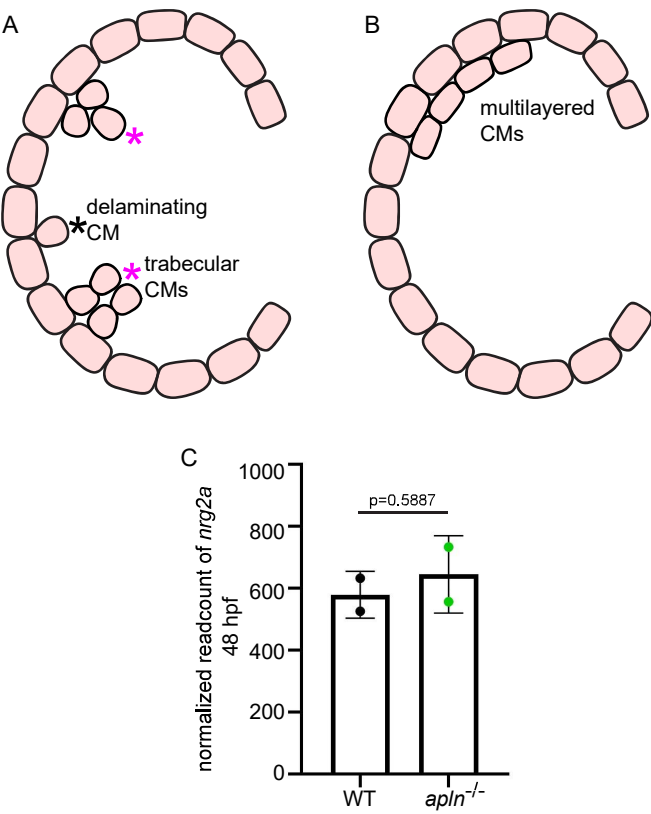 A
B
multilayered
CMs
*
delaminating
*CM
* trabecular
CMs
C
normalized readcount of nrg2a
48 hpf
1000
800
600
400
200
0
p=0.5887
WT
apln-/-